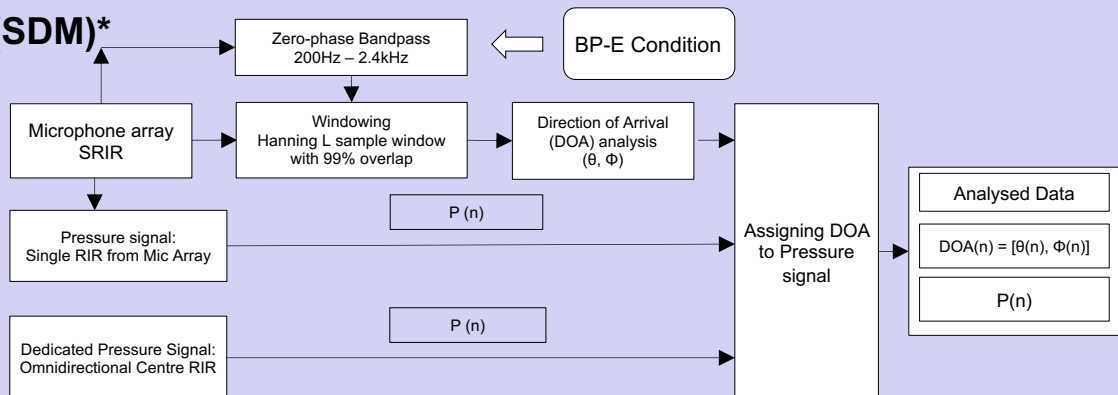 SDM)*
Zero-phase Bandpass
200Hz – 2.4kHz
BP-E Condition
Microphone array
SRIR
Windowing
Hanning L sample window
with 99% overlap
Direction of Arrival
(DOA) analysis
(θ, Φ)
P (n)
Pressure signal:
Single RIR from Mic Array
Assigning DOA
to Pressure
signal
Analysed Data
DOA(n) = [θ(n), Φ(n)]
P(n)
P (n)
Dedicated Pressure Signal:
Omnidirectional Centre RIR